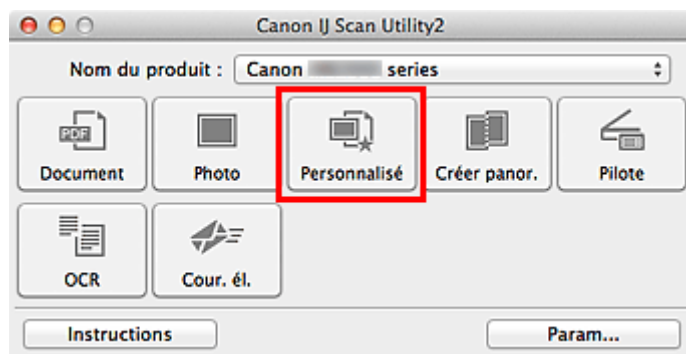 Canon IJ Scan Utility2
Nom du produit : Canon series
Document Photo Personnalisé Créer panor. Pilote
PDF
OCR Cour. él.
Instructions Param...